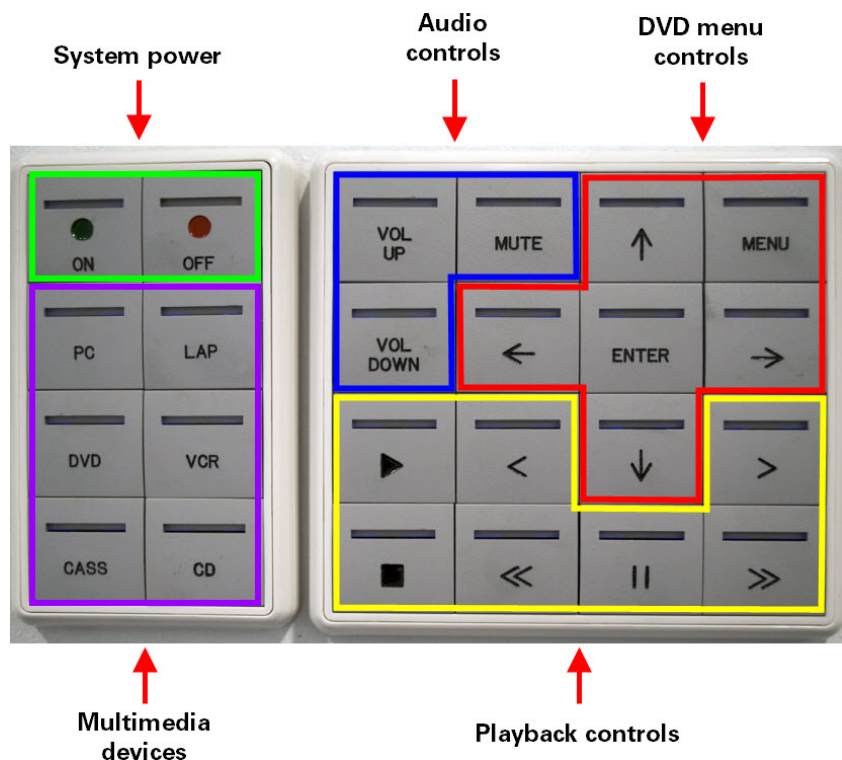 System power
Audio
controls
DVD menu
controls
ON
OFF
PC
LAP
DVD
VCR
CASS
CD
VOL
UP
MUTE
↑
MENU
VOL
DOWN
←
ENTER
→
▶
<
↓
>
■
≪
II
≫
Multimedia
devices
Playback controls